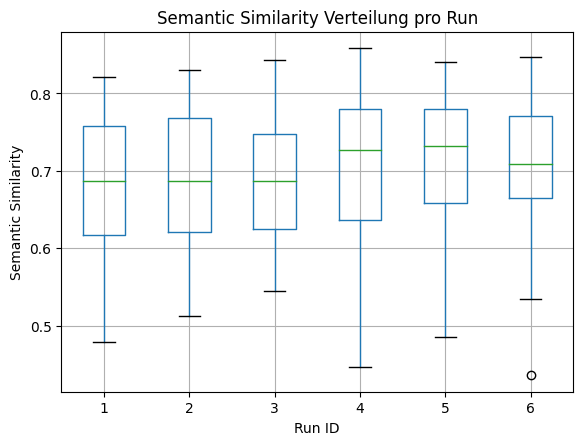 Semantic Similarity Verteilung pro Run
Semantic Similarity
0.8
0.7
0.6
0.5
1 2 3 4 5 6
Run ID